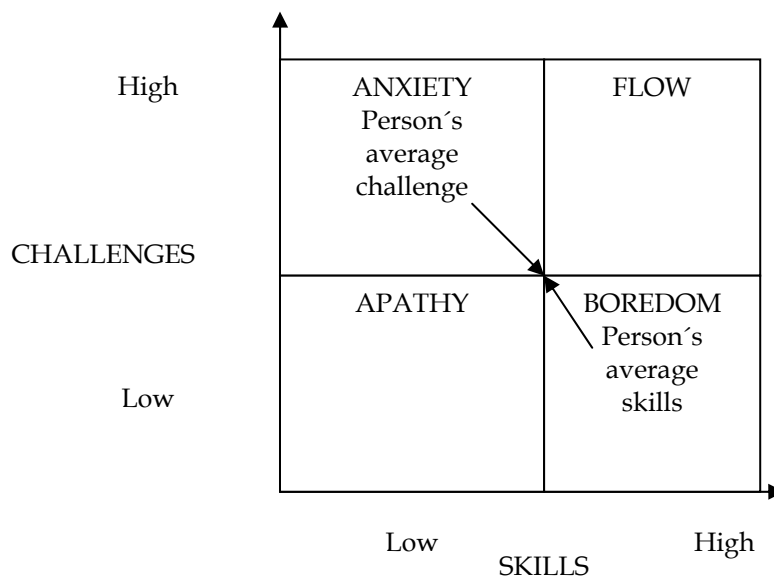 High
ANXIETY
Person´s
average
challenge
FLOW
CHALLENGES
APATHY
BOREDOM
Person´s
average
skills
Low
Low
High
SKILLS